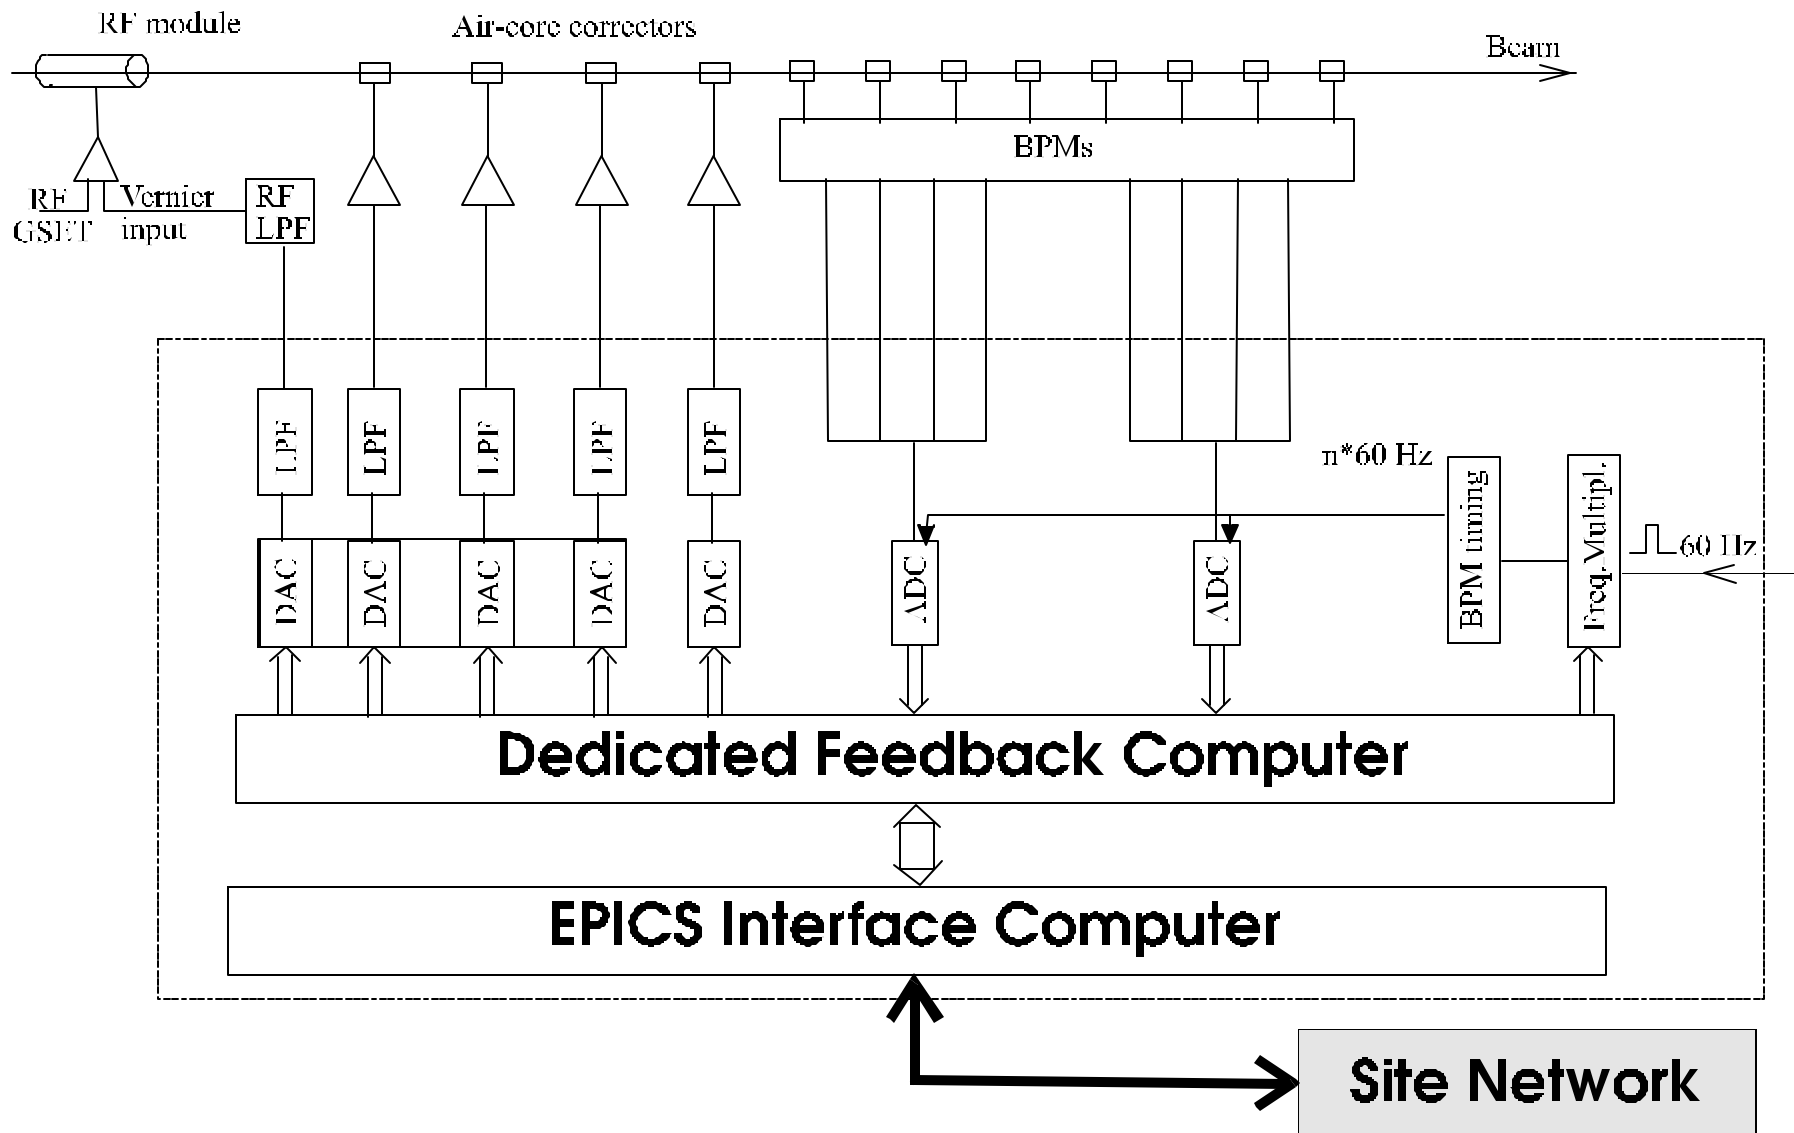 RF module
Air-core correctors
Beam
BPMs
RF
GSET
Vernier
input
RF
LPF
LPF
LPF
LPF
LPF
LPF
n*60 Hz
DAC
DAC
DAC
DAC
DAC
ADC
ADC
BPM timing
Freq.Multipl.
60 Hz
Dedicated Feedback Computer
EPICS Interface Computer
Site Network